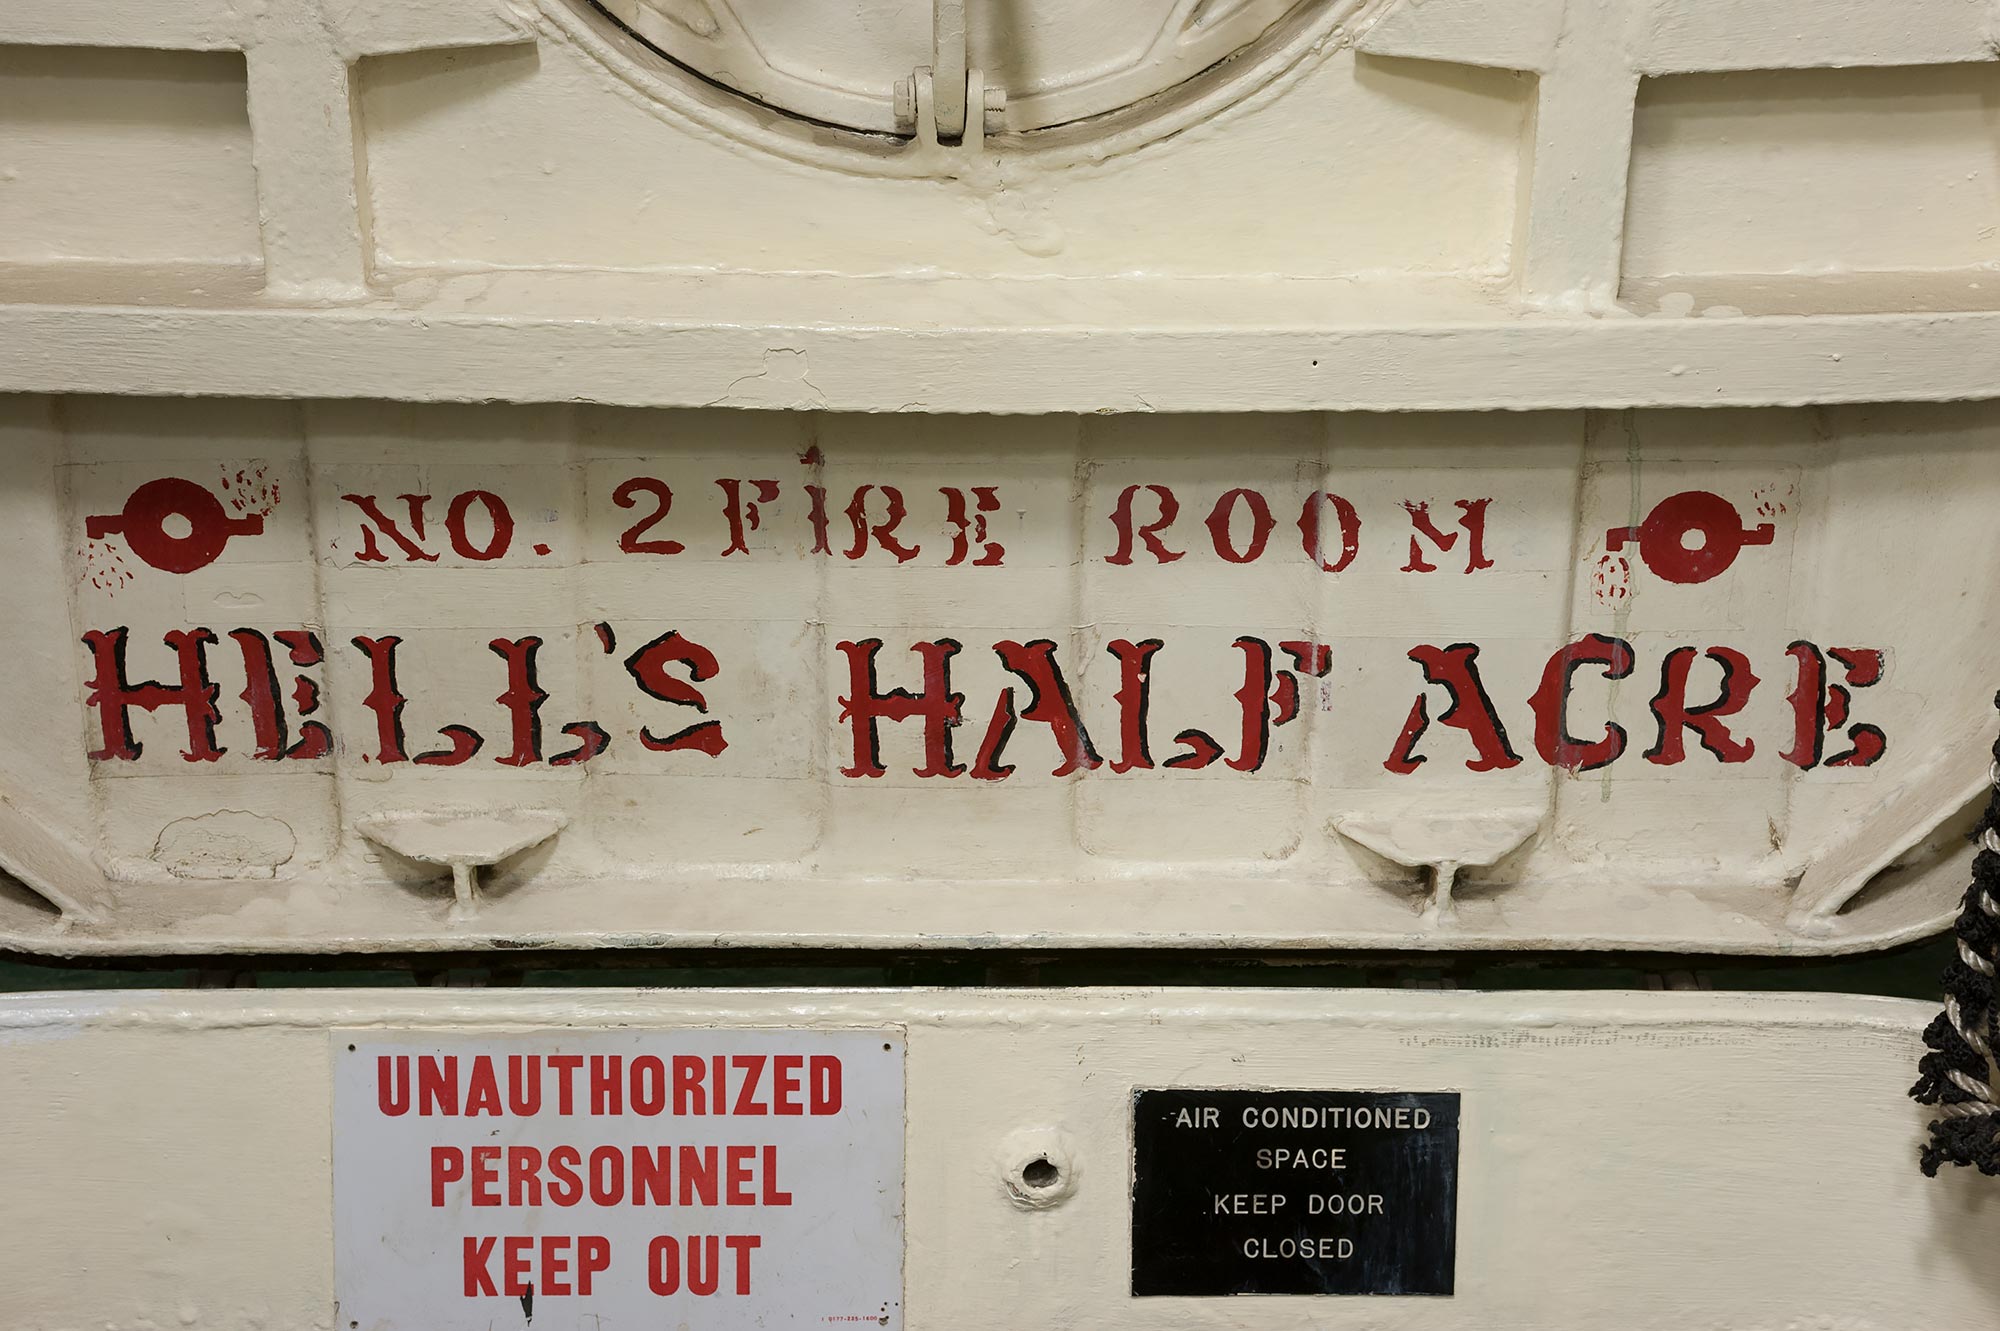 NO. 2 FIRE ROOM
HELL'S HALF ACRE
UNAUTHORIZED
PERSONNEL
KEEP OUT
AIR CONDITIONED
SPACE
KEEP DOOR
CLOSED